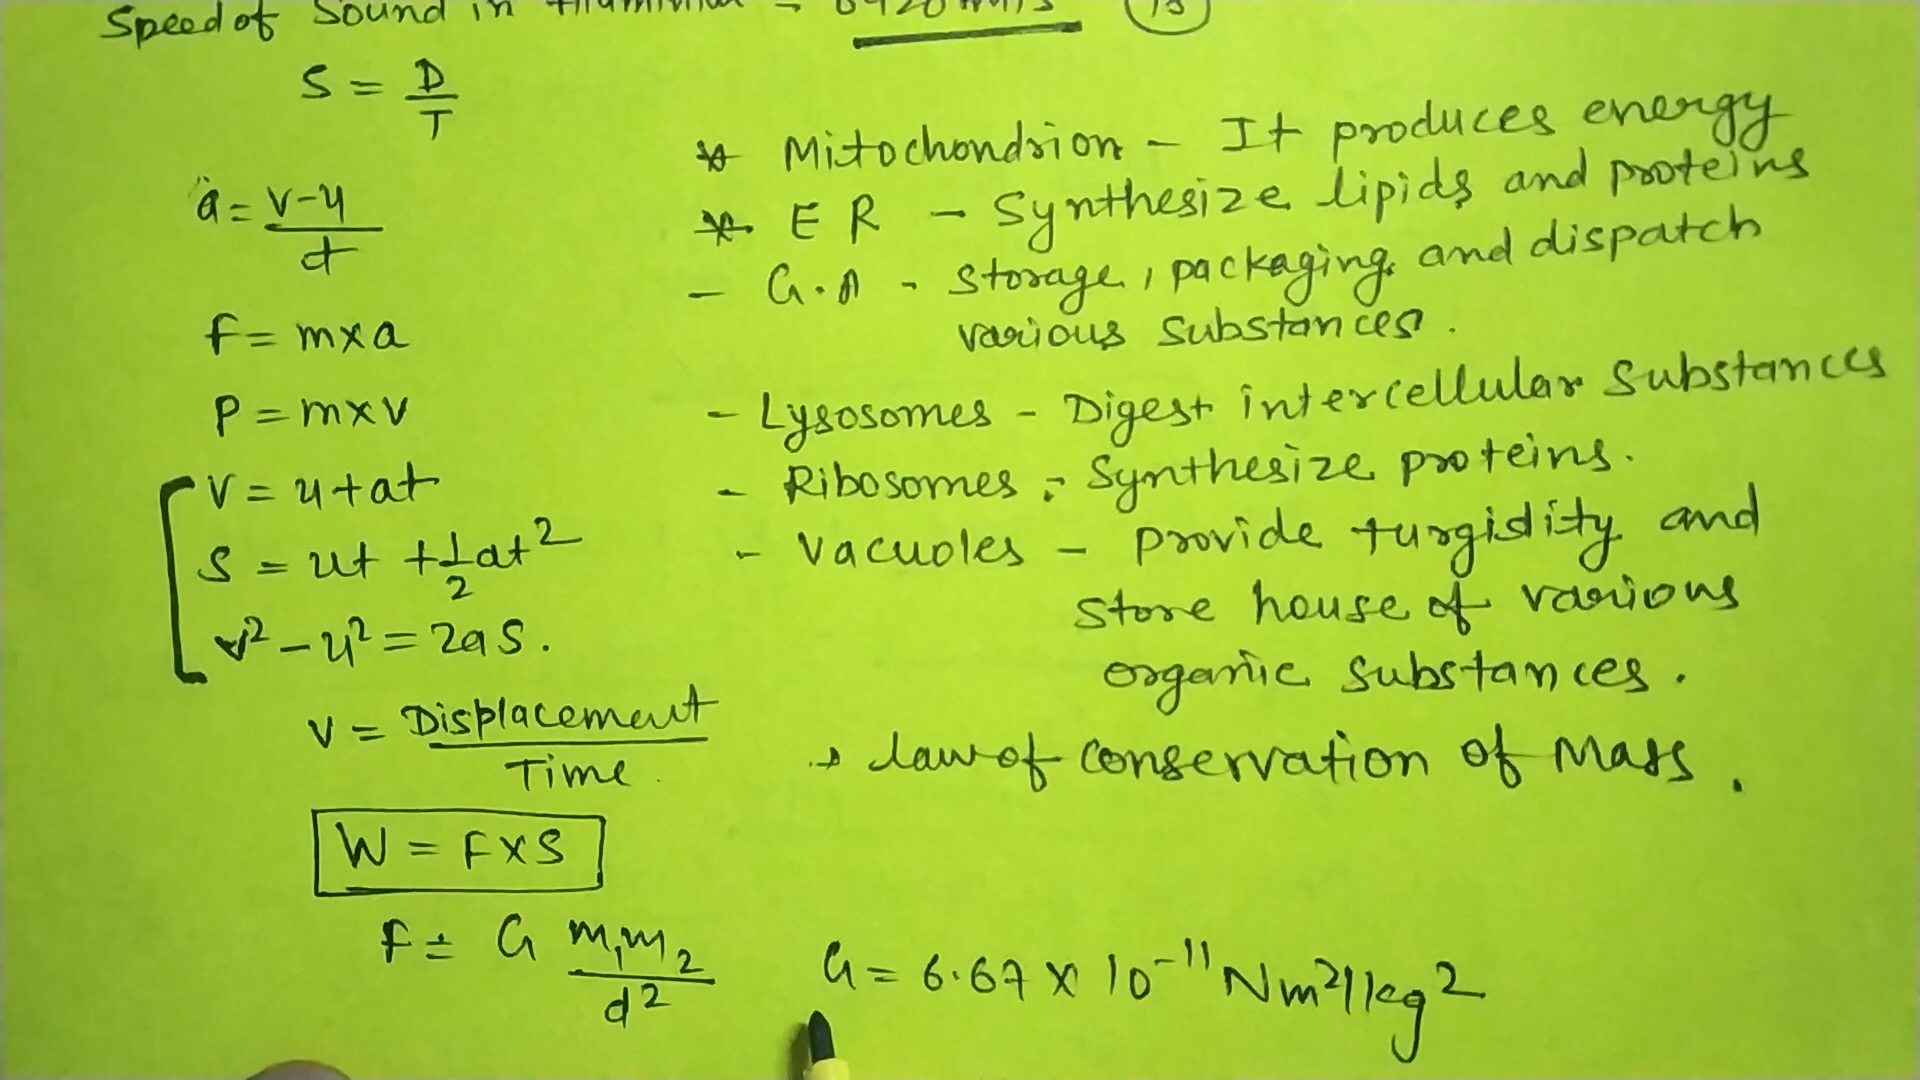 Speed of Sound in
S = D/T
a = v-u/t
F = m×a
P = m×v
v = u+at
S = ut + 1/2 at²
v² - u² = 2as.
V = Displacement/Time
W = F×S
F = G m₁m₂/d²
* Mitochondrion - It produces energy
* E R - Synthesize lipids and proteins
- G.A - Storage, packaging and dispatch
various substances.
- Lysosomes - Digest intercellular substances
- Ribosomes - Synthesize proteins.
- Vacuoles - provide turgidity and
store house of various
organic substances.
→ law of conservation of Mass.
G = 6.67 × 10⁻¹¹ Nm²/kg²